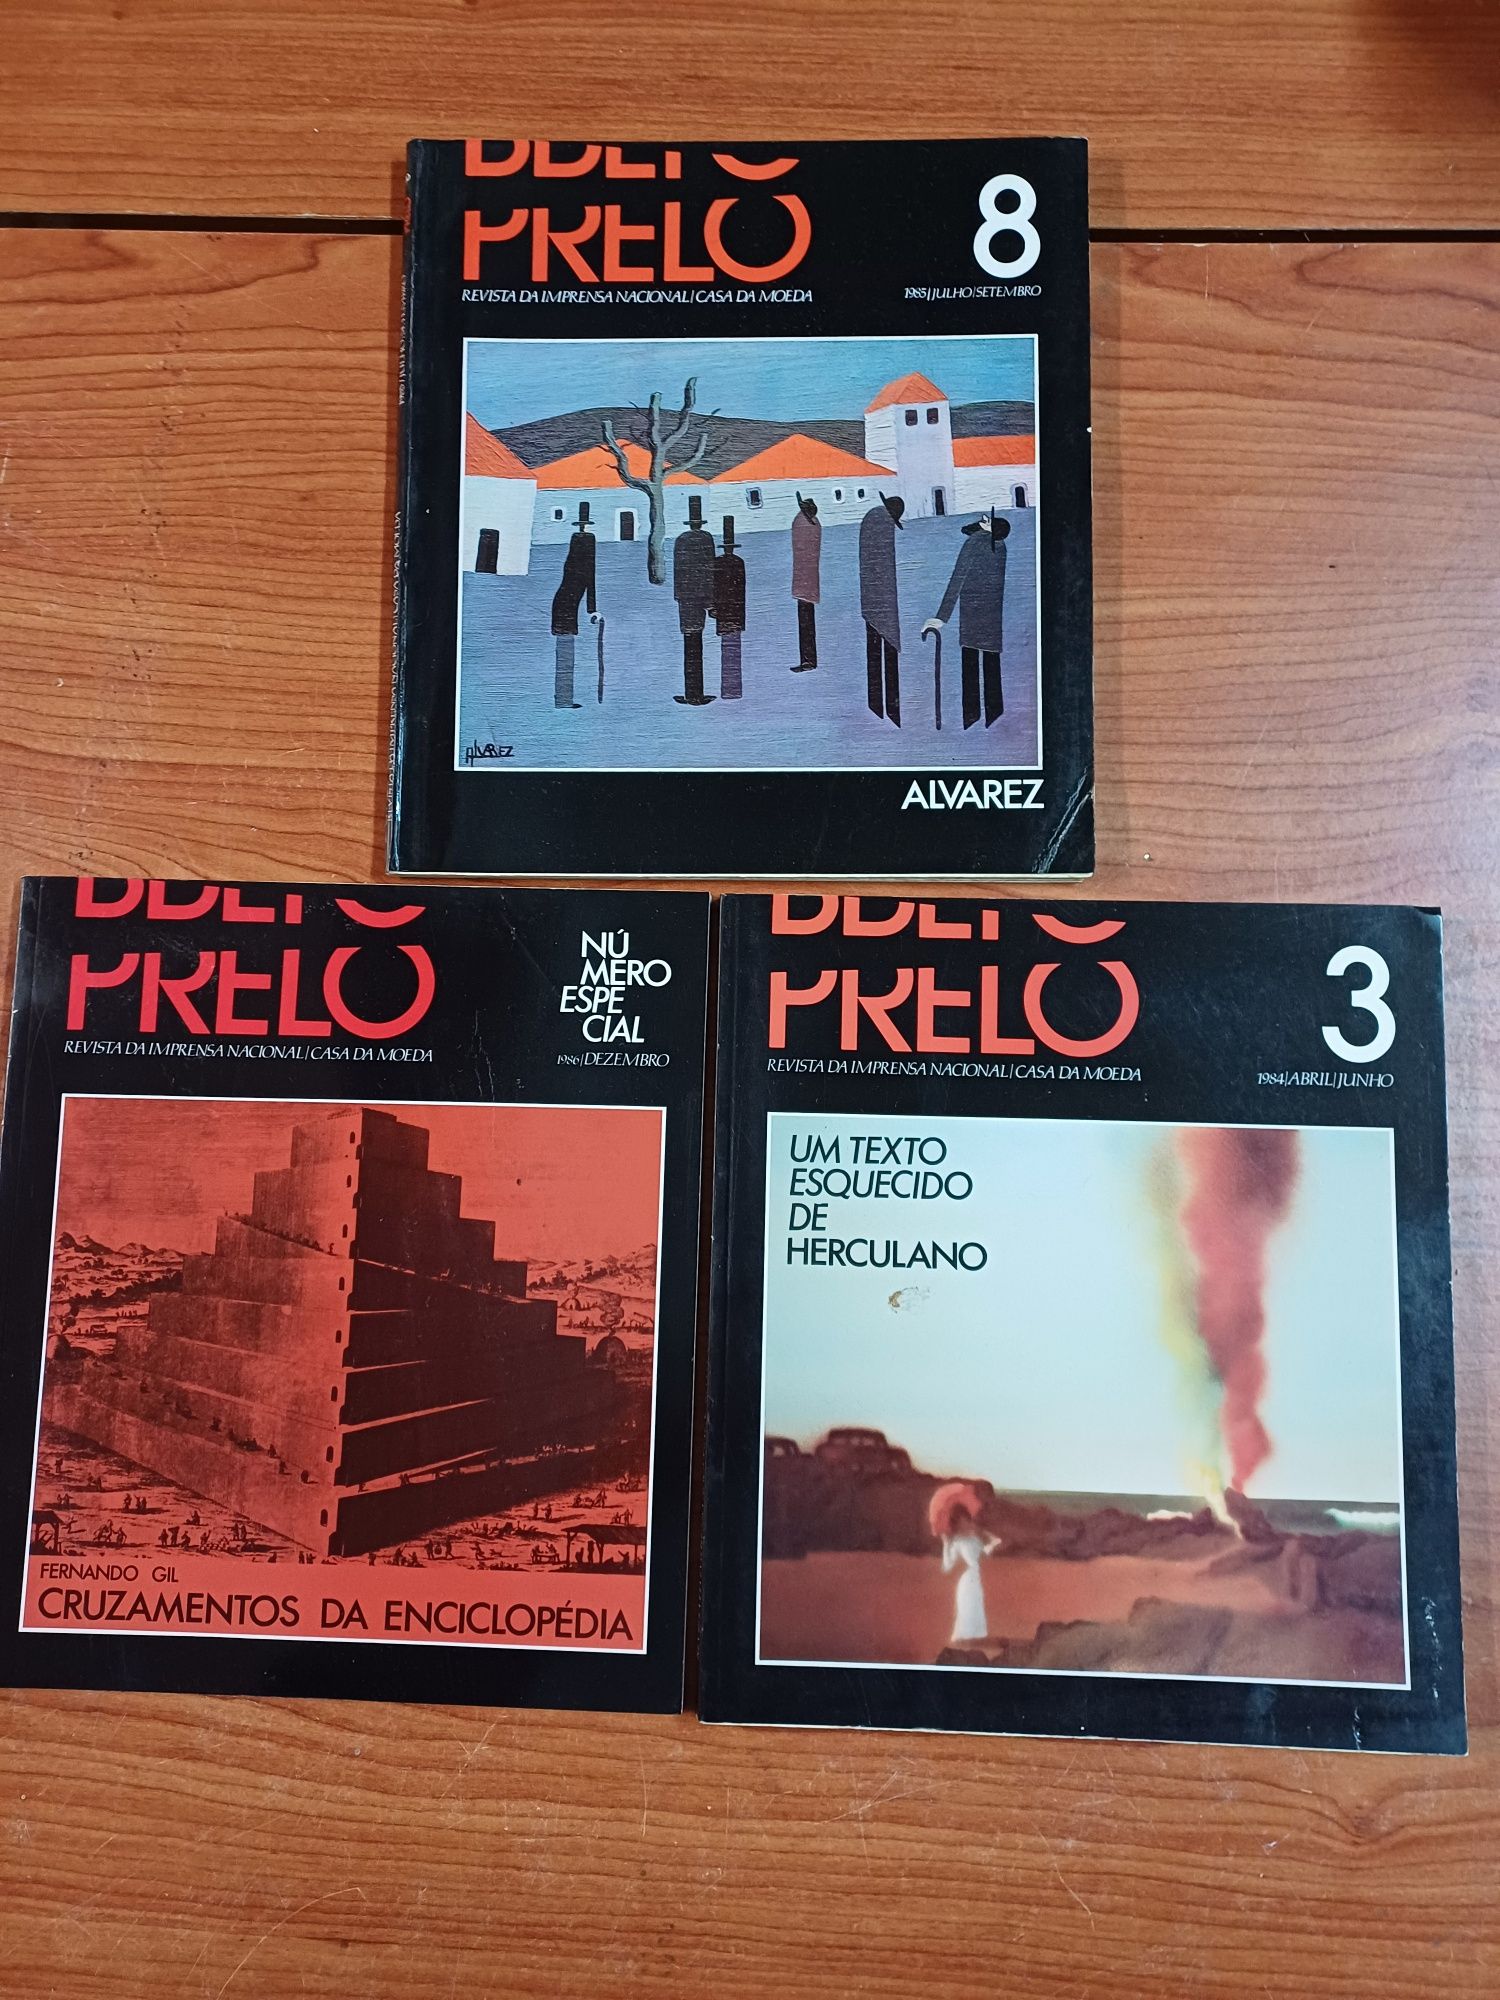 PRELO
8
REVISTA DA IMPRENSA NACIONAL|CASA DA MOEDA
1985|JULHO|SETEMBRO
ALVAREZ
ALVAREZ
PRELO
NÚ
MERO
ESPE
CIAL
REVISTA DA IMPRENSA NACIONAL|CASA DA MOEDA
1986|DEZEMBRO
FERNANDO GIL
CRUZAMENTOS DA ENCICLOPÉDIA
PRELO
3
REVISTA DA IMPRENSA NACIONAL|CASA DA MOEDA
1984|ABRIL|JUNHO
UM TEXTO
ESQUECIDO
DE
HERCULANO